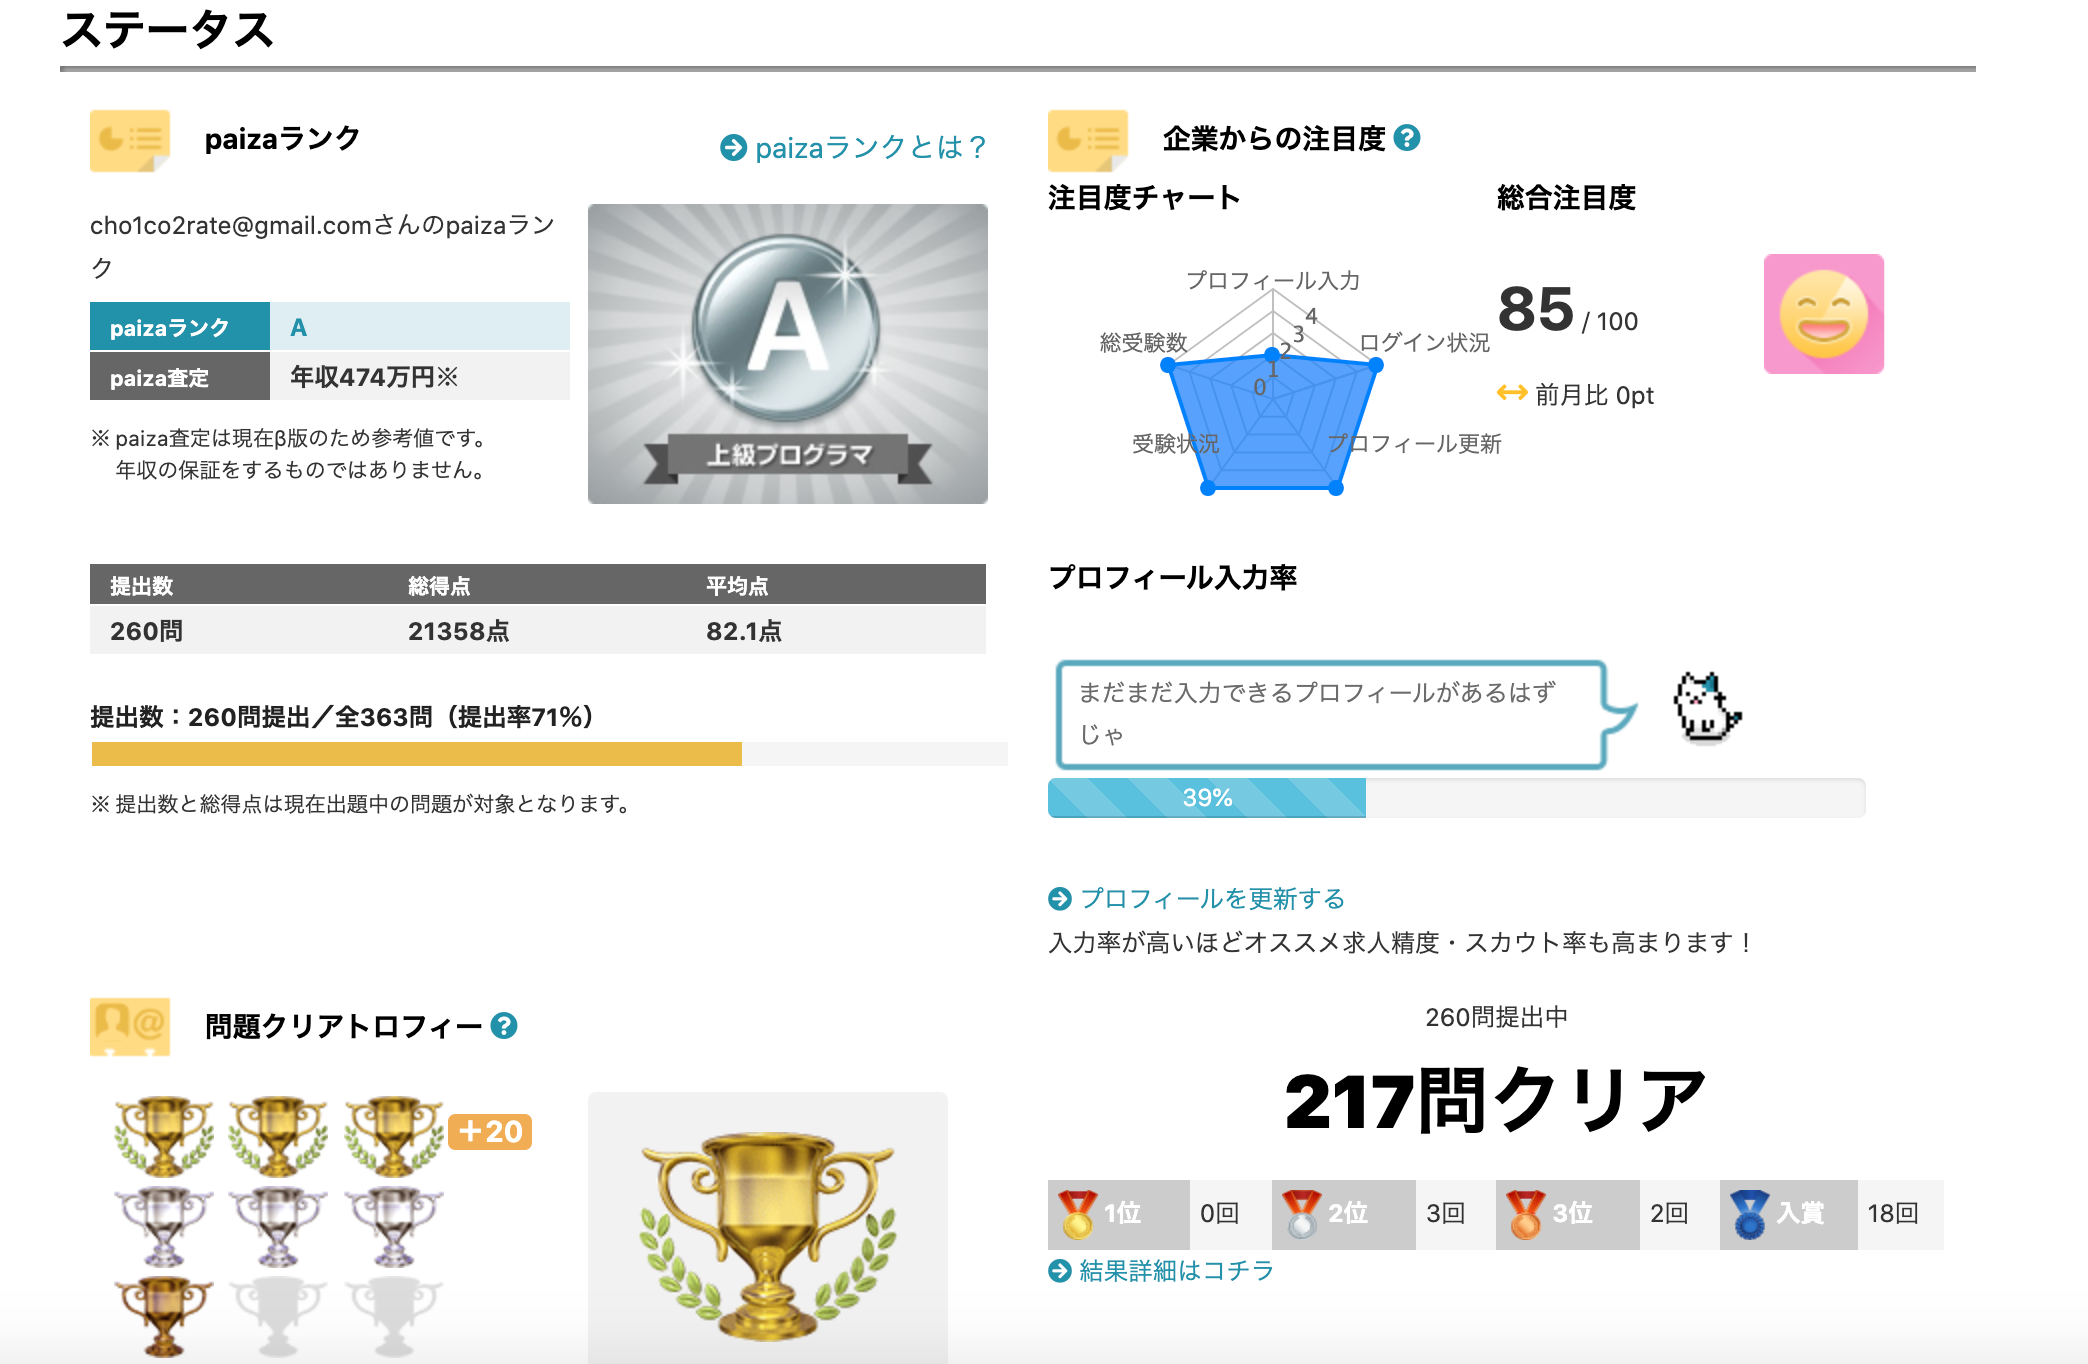 ステータス
paizaランク
paizaランクとは？
cho1co2rate@gmail.comさんのpaizaラン
ク
paizaランク A
paiza査定 年収474万円※
※ paiza査定は現在β版のため参考値です。
年収の保証をするものではありません。
A
上級プログラマ
提出数 総得点 平均点
260問 21358点 82.1点
提出数：260問提出／全363問（提出率71%）
※ 提出数と総得点は現在出題中の問題が対象となります。
企業からの注目度 ?
注目度チャート
プロフィール入力
ログイン状況
プロフィール更新
受験状況
総受験数
4
3
2
1
0
総合注目度
85 / 100
前月比 0pt
プロフィール入力率
まだまだ入力できるプロフィールがあるはず
じゃ
39%
プロフィールを更新する
入力率が高いほどオススメ求人精度・スカウト率も高まります！
問題クリアトロフィー ?
+20
260問提出中
217問クリア
1位 0回 2位 3回 3位 2回 入賞 18回
結果詳細はコチラ